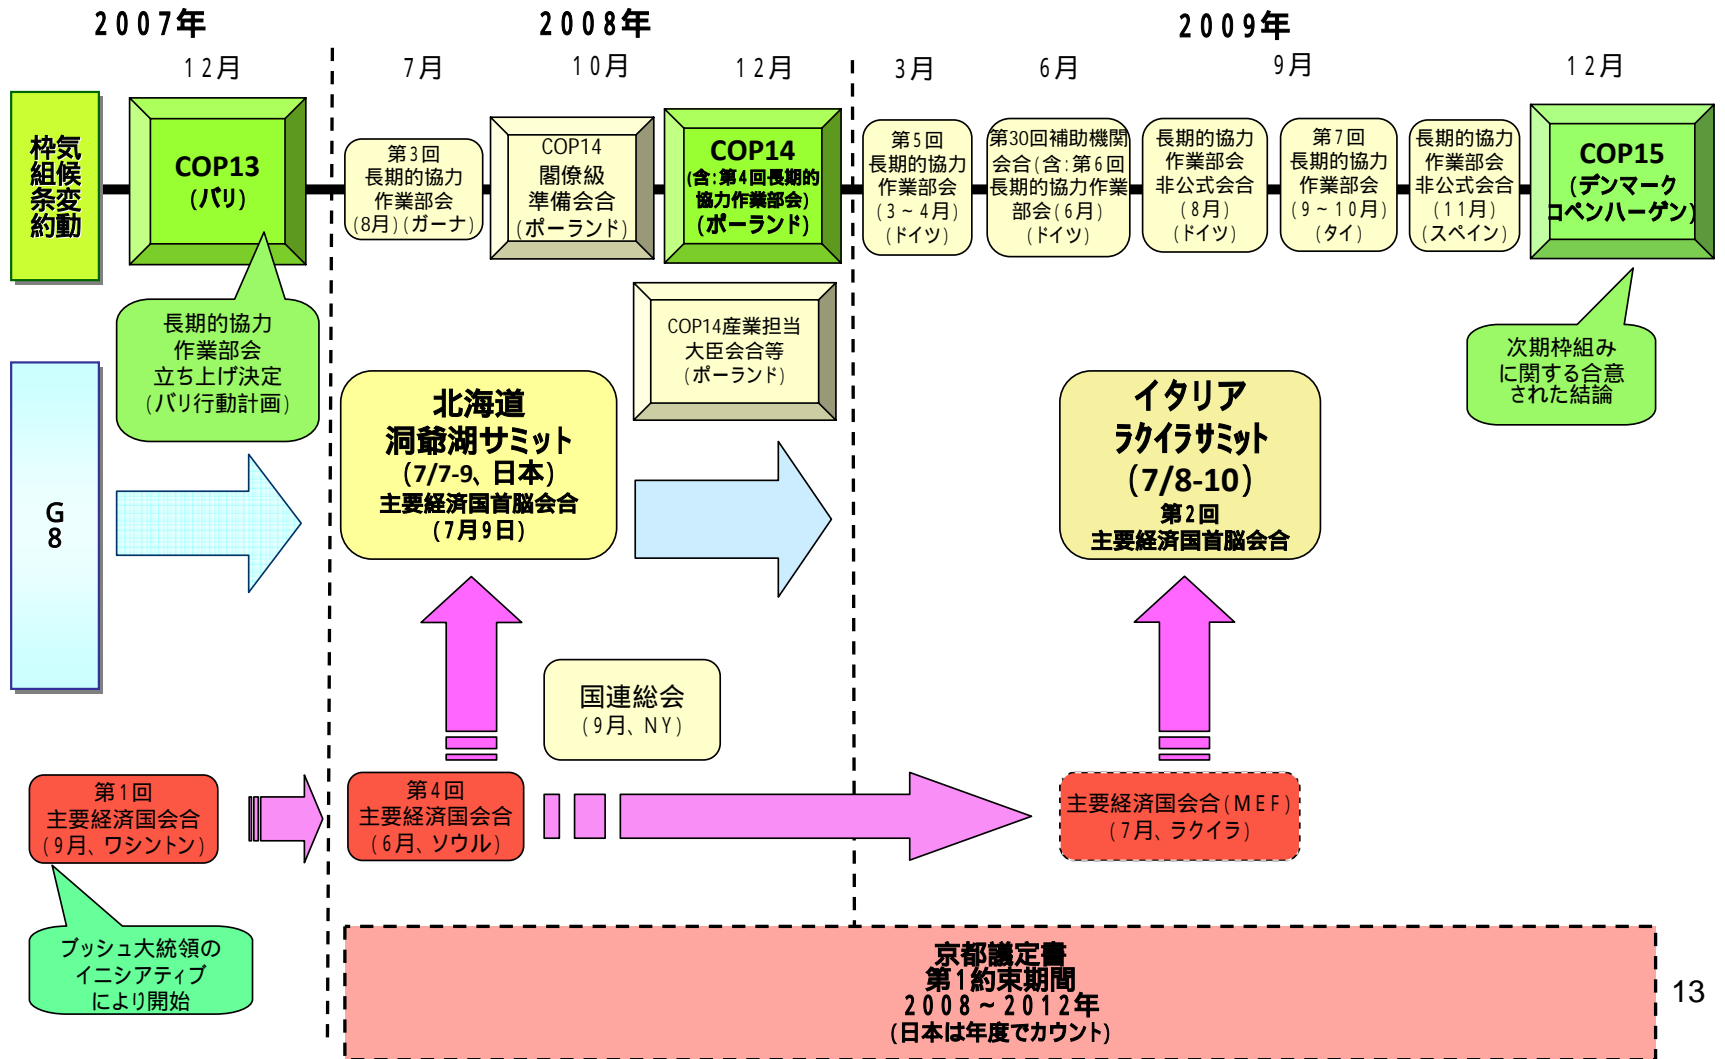 2007年
2008年
2009年
12月
7月
10月
12月
3月
6月
9月
12月
気候変動
枠組条約
COP13
(バリ)
第3回
長期的協力
作業部会
(8月)(ガーナ)
COP14
閣僚級
準備会合
(ポーランド)
COP14
(含:第4回長期的
協力作業部会)
(ポーランド)
第5回
長期的協力
作業部会
(3~4月)
(ドイツ)
第30回補助機関
会合(含:第6回
長期的協力作業
部会(6月)
(ドイツ)
長期的協力
作業部会
非公式会合
(8月)
(ドイツ)
第7回
長期的協力
作業部会
(9~10月)
(タイ)
長期的協力
作業部会
非公式会合
(11月)
(スペイン)
COP15
(デンマーク
コペンハーゲン)
長期的協力
作業部会
立ち上げ決定
(バリ行動計画)
COP14産業担当
大臣会合等
(ポーランド)
次期枠組み
に関する合意
された結論
G
8
北海道
洞爺湖サミット
(7/7-9、日本)
主要経済国首脳会合
(7月9日)
イタリア
ラクイラサミット
(7/8-10)
第2回
主要経済国首脳会合
国連総会
(9月、NY)
第1回
主要経済国会合
(9月、ワシントン)
第4回
主要経済国会合
(6月、ソウル)
主要経済国会合(MEF)
(7月、ラクイラ)
ブッシュ大統領の
イニシアティブ
により開始
京都議定書
第1約束期間
2008~2012年
(日本は年度でカウント)
13